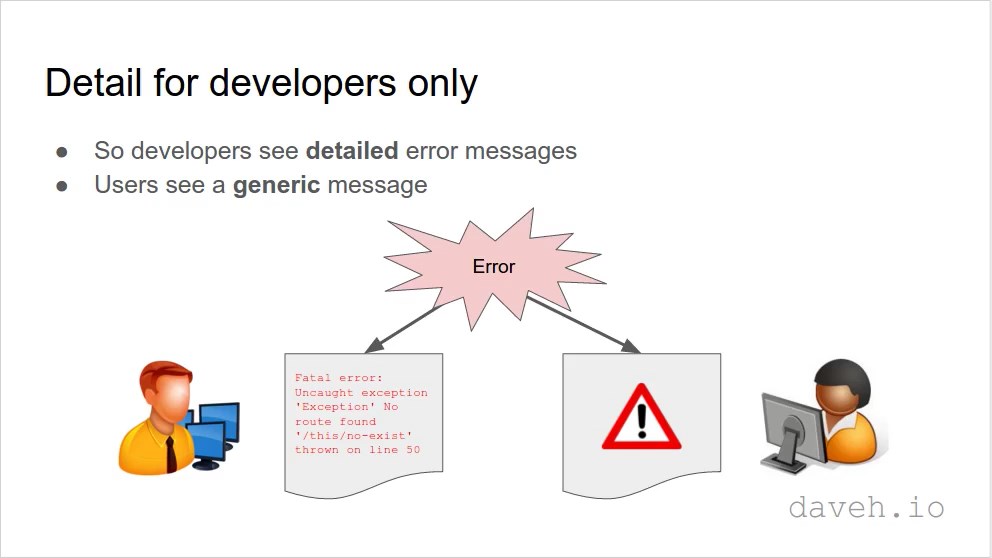 Detail for developers only
● So developers see detailed error messages
● Users see a generic message
Error
Fatal error:
Uncaught exception
'Exception' No
route found
'/this/no-exist'
thrown on line 50
daveh.io